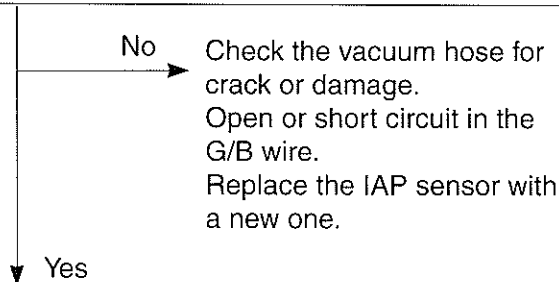 No Check the vacuum hose for
crack or damage.
Open or short circuit in the
G/B wire.
Replace the IAP sensor with
a new one.
Yes